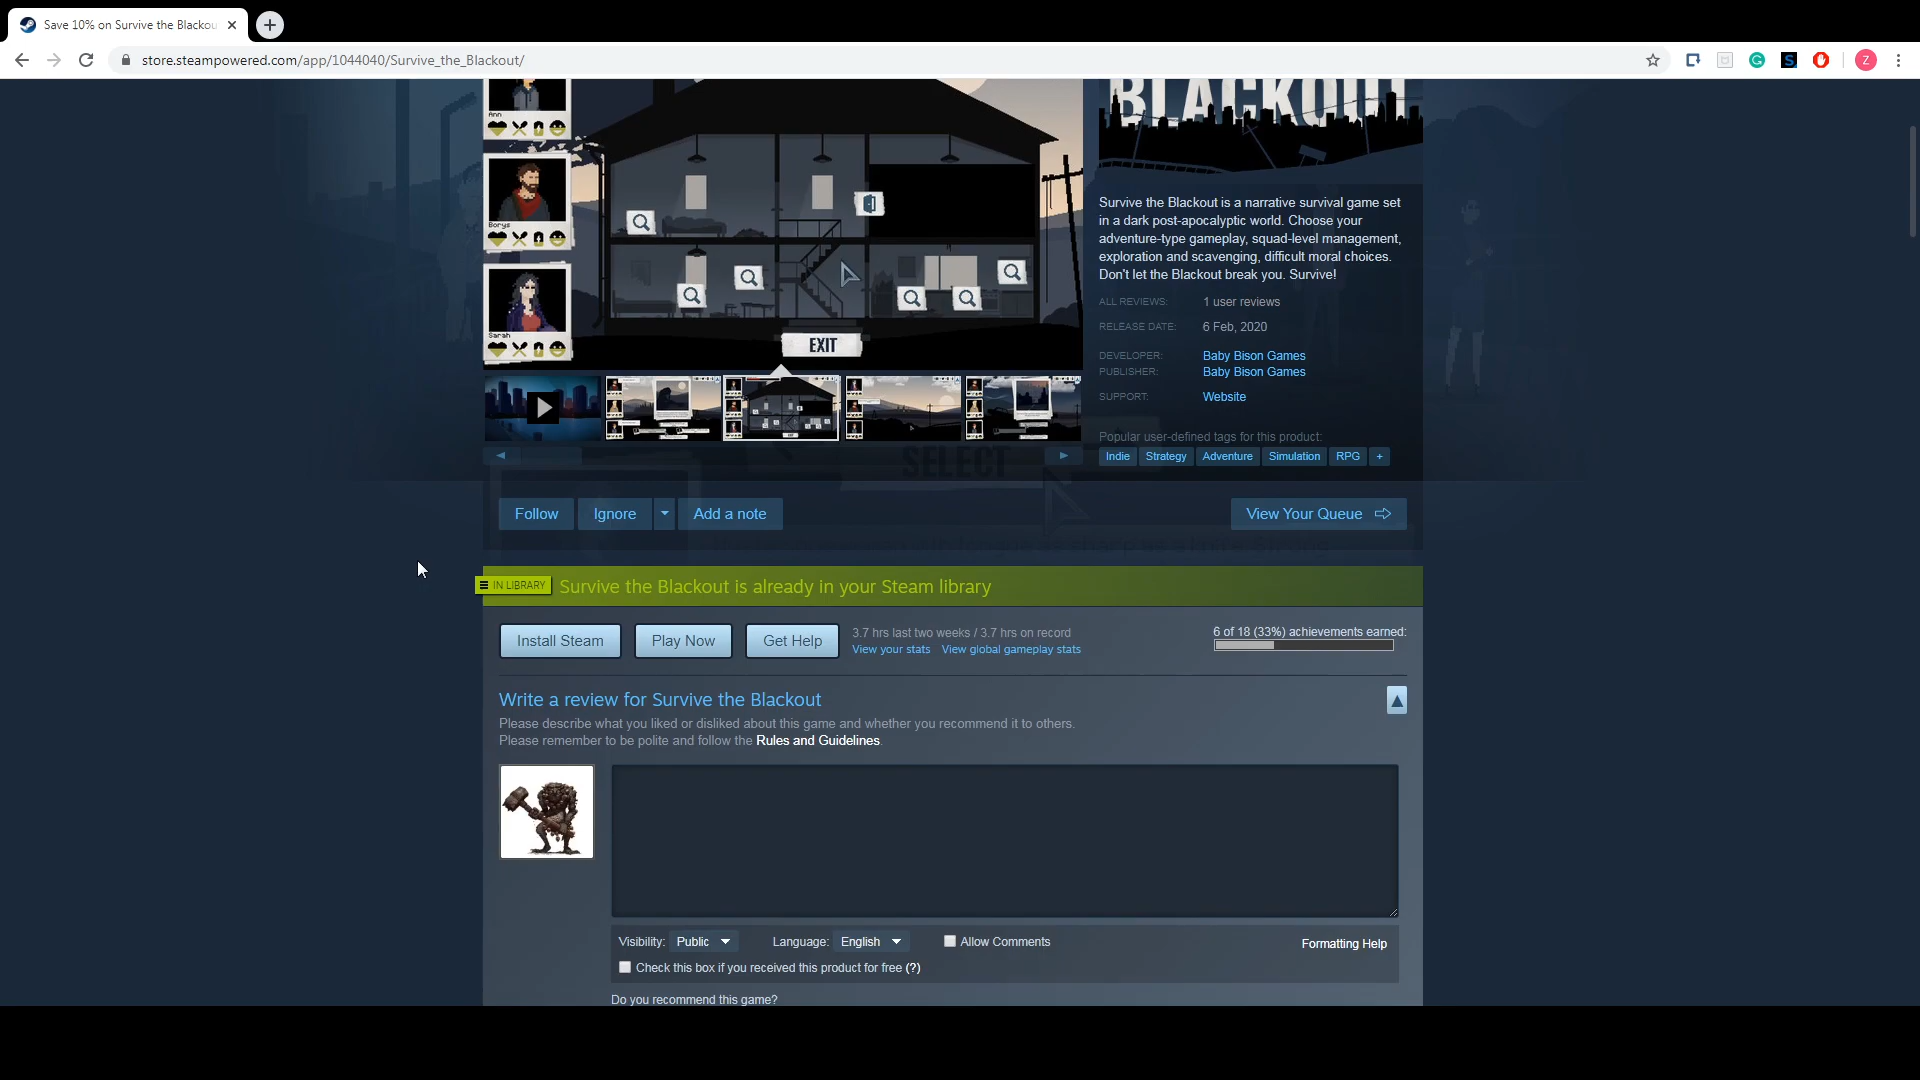 Save 10% on Survive the Blackou
store.steampowered.com/app/1044040/Survive_the_Blackout/
Z
BLACKOUT
Ann
Borys
Sarah
EXIT
Survive the Blackout is a narrative survival game set
in a dark post-apocalyptic world. Choose your
adventure-type gameplay, squad-level management,
exploration and scavenging, difficult moral choices.
Don't let the Blackout break you. Survive!
ALL REVIEWS: 1 user reviews
RELEASE DATE: 6 Feb, 2020
DEVELOPER: Baby Bison Games
PUBLISHER: Baby Bison Games
SUPPORT: Website
Popular user-defined tags for this product:
Indie Strategy Adventure Simulation RPG +
SELECT
Follow Ignore Add a note View Your Queue
IN LIBRARY Survive the Blackout is already in your Steam library
Install Steam Play Now Get Help
3.7 hrs last two weeks / 3.7 hrs on record
View your stats View global gameplay stats
6 of 18 (33%) achievements earned:
Write a review for Survive the Blackout
Please describe what you liked or disliked about this game and whether you recommend it to others.
Please remember to be polite and follow the Rules and Guidelines.
Visibility: Public Language: English Allow Comments Formatting Help
Check this box if you received this product for free (?)
Do you recommend this game?